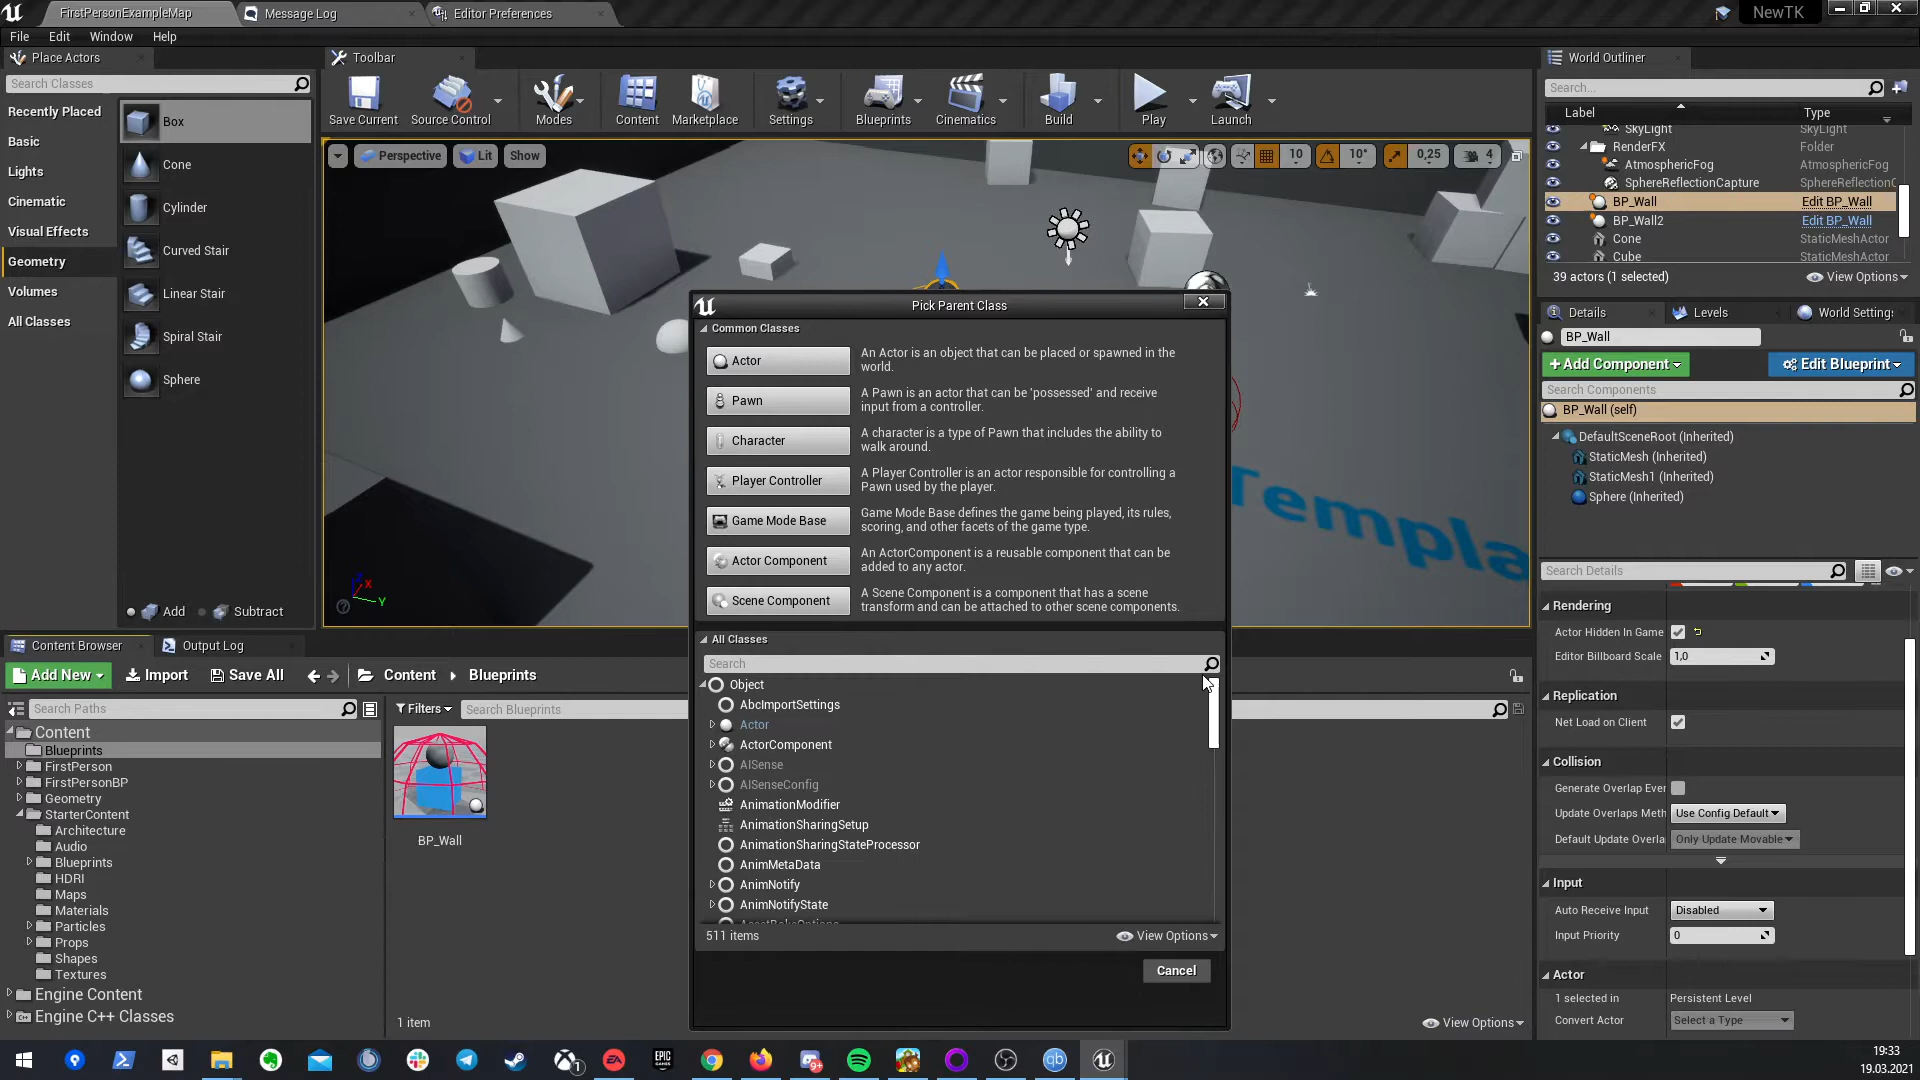 FirstPersonExampleMap
Message Log
Editor Preferences
NewTK
File Edit Window Help
Place Actors
Search Classes
Recently Placed
Basic
Lights
Cinematic
Visual Effects
Geometry
Volumes
All Classes
Box
Cone
Cylinder
Curved Stair
Linear Stair
Spiral Stair
Sphere
Add
Subtract
Toolbar
Save Current
Source Control
Modes
Content
Marketplace
Settings
Blueprints
Cinematics
Build
Play
Launch
Perspective
Lit
Show
10
10°
0,25
4
X
Y
Templa
World Outliner
Search...
Label Type
SkyLight SkyLight
RenderFX Folder
AtmosphericFog AtmosphericFog
SphereReflectionCapture SphereReflectionC
BP_Wall Edit BP_Wall
BP_Wall2 Edit BP_Wall
Cone StaticMeshActor
Cube StaticMeshActor
39 actors (1 selected) View Options
Details
Levels
World Settings
BP_Wall
+Add Component
Edit Blueprint
Search Components
BP_Wall (self)
DefaultSceneRoot (Inherited)
StaticMesh (Inherited)
StaticMesh1 (Inherited)
Sphere (Inherited)
Search Details
Rendering
Actor Hidden In Game
Editor Billboard Scale 1,0
Replication
Net Load on Client
Collision
Generate Overlap Ever
Update Overlaps Meth Use Config Default
Default Update Overla Only Update Movable
Input
Auto Receive Input Disabled
Input Priority 0
Actor
1 selected in Persistent Level
Convert Actor Select a Type
Pick Parent Class
Common Classes
Actor
An Actor is an object that can be placed or spawned in the
world.
Pawn
A Pawn is an actor that can be 'possessed' and receive
input from a controller.
Character
A character is a type of Pawn that includes the ability to
walk around.
Player Controller
A Player Controller is an actor responsible for controlling a
Pawn used by the player.
Game Mode Base
Game Mode Base defines the game being played, its rules,
scoring, and other facets of the game type.
Actor Component
An ActorComponent is a reusable component that can be
added to any actor.
Scene Component
A Scene Component is a component that has a scene
transform and can be attached to other scene components.
All Classes
Search
Object
AbcImportSettings
Actor
ActorComponent
AISense
AISenseConfig
AnimationModifier
AnimationSharingSetup
AnimationSharingStateProcessor
AnimMetaData
AnimNotify
AnimNotifyState
511 items
View Options
Cancel
Content Browser
Output Log
Add New
Import
Save All
Content
Blueprints
Search Paths
Filters
Search Blueprints
Content
Blueprints
FirstPerson
FirstPersonBP
Geometry
StarterContent
Architecture
Audio
Blueprints
HDRI
Maps
Materials
Particles
Props
Shapes
Textures
Engine Content
Engine C++ Classes
BP_Wall
1 item
View Options
1
EA
EPIC
GAMES
9+
qb
19:33
19.03.2021